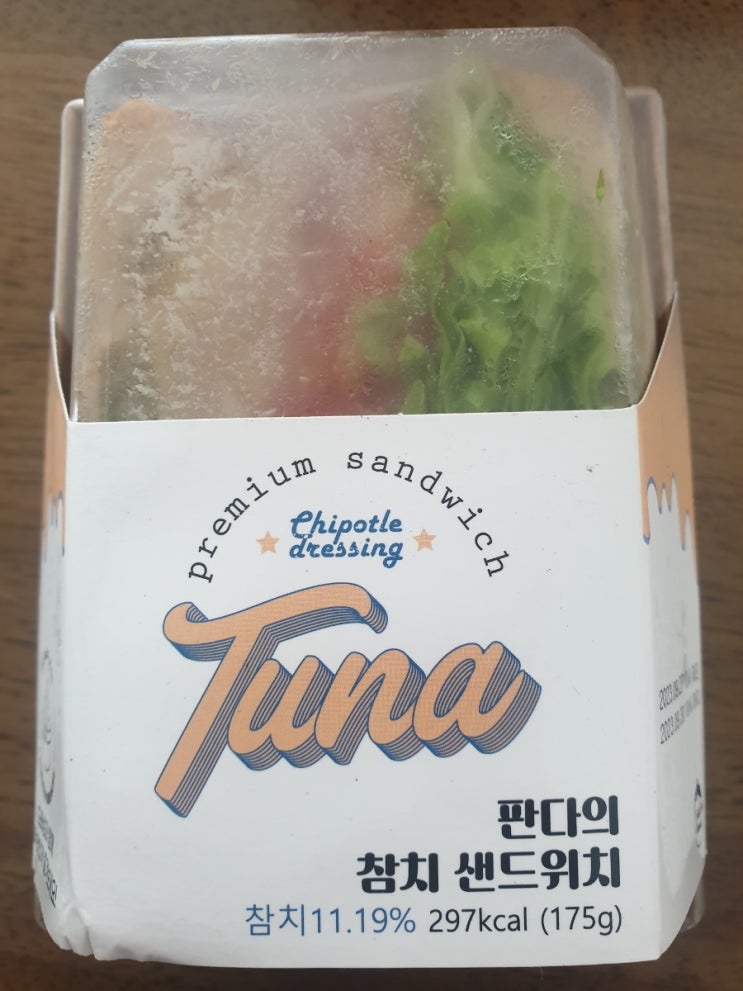 premium sandwich
Chipotle
dressing
Tuna
판다의
참치 샌드위치
참치11.19% 297kcal (175g)